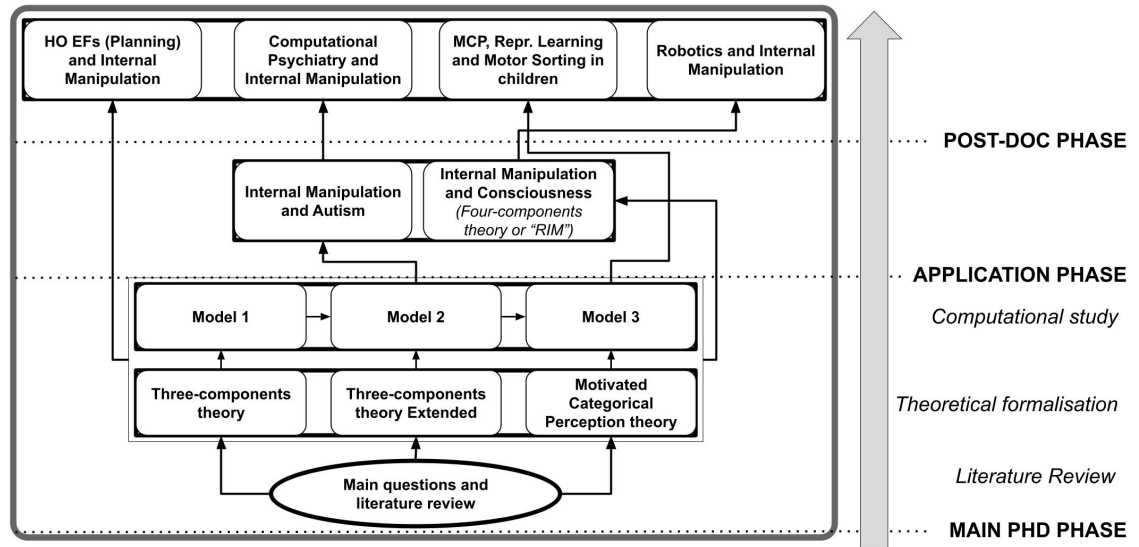 HO EFs (Planning)
and Internal
Manipulation
Computational
Psychiatry and
Internal Manipulation
MCP, Repr. Learning
and Motor Sorting in
children
Robotics and Internal
Manipulation
POST-DOC PHASE
Internal Manipulation
and Autism
Internal Manipulation
and Consciousness
(Four-components
theory or “RIM”)
APPLICATION PHASE
Model 1
Model 2
Model 3
Computational study
Three-components
theory
Three-components
theory Extended
Motivated
Categorical
Perception theory
Theoretical formalisation
Main questions and
literature review
Literature Review
MAIN PHD PHASE